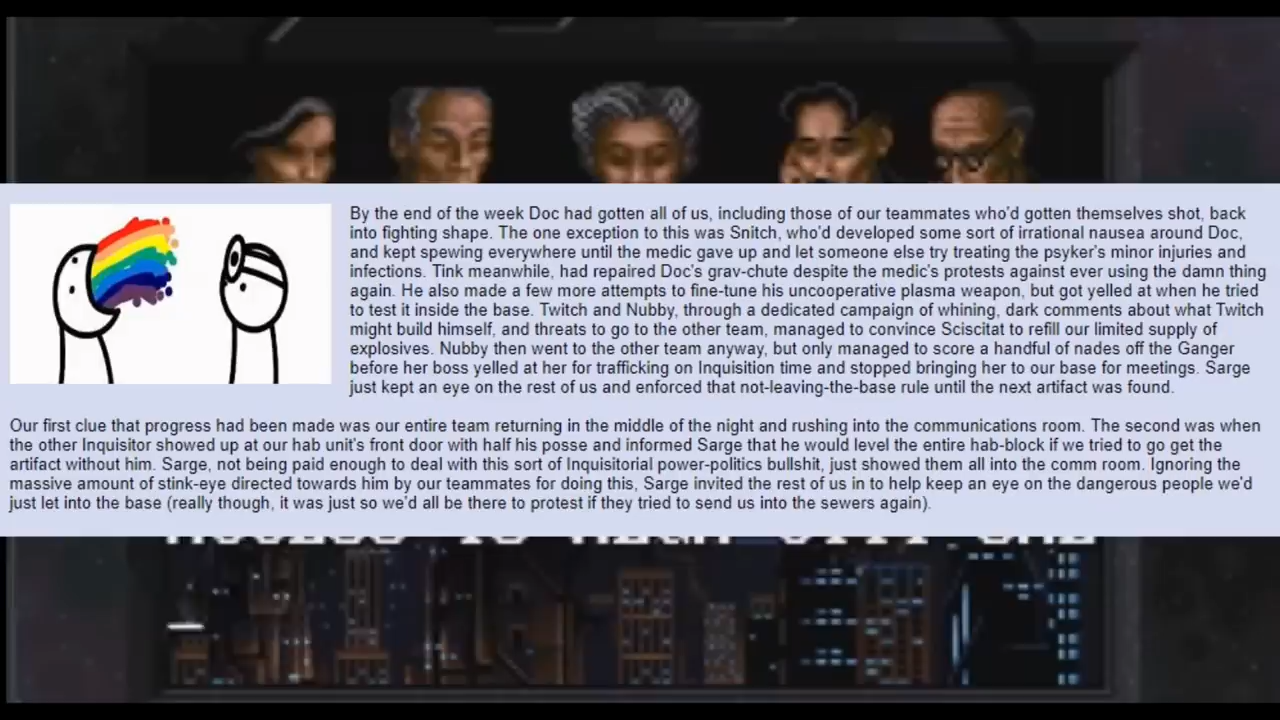 By the end of the week Doc had gotten all of us, including those of our teammates who'd gotten themselves shot, back
into fighting shape. The one exception to this was Snitch, who'd developed some sort of irrational nausea around Doc,
and kept spewing everywhere until the medic gave up and let someone else try treating the psyker's minor injuries and
infections. Tink meanwhile, had repaired Doc's grav-chute despite the medic's protests against ever using the damn thing
again. He also made a few more attempts to fine-tune his uncooperative plasma weapon, but got yelled at when he tried
to test it inside the base. Twitch and Nubby, through a dedicated campaign of whining, dark comments about what Twitch
might build himself, and threats to go to the other team, managed to convince Sciscitat to refill our limited supply of
explosives. Nubby then went to the other team anyway, but only managed to score a handful of nades off the Ganger
before her boss yelled at her for trafficking on Inquisition time and stopped bringing her to our base for meetings. Sarge
just kept an eye on the rest of us and enforced that not-leaving-the-base rule until the next artifact was found.
Our first clue that progress had been made was our entire team returning in the middle of the night and rushing into the communications room. The second was when
the other Inquisitor showed up at our hab unit's front door with half his posse and informed Sarge that he would level the entire hab-block if we tried to go get the
artifact without him. Sarge, not being paid enough to deal with this sort of Inquisitorial power-politics bullshit, just showed them all into the comm room. Ignoring the
massive amount of stink-eye directed towards him by our teammates for doing this, Sarge invited the rest of us in to help keep an eye on the dangerous people we'd
just let into the base (really though, it was just so we'd all be there to protest if they tried to send us into the sewers again).